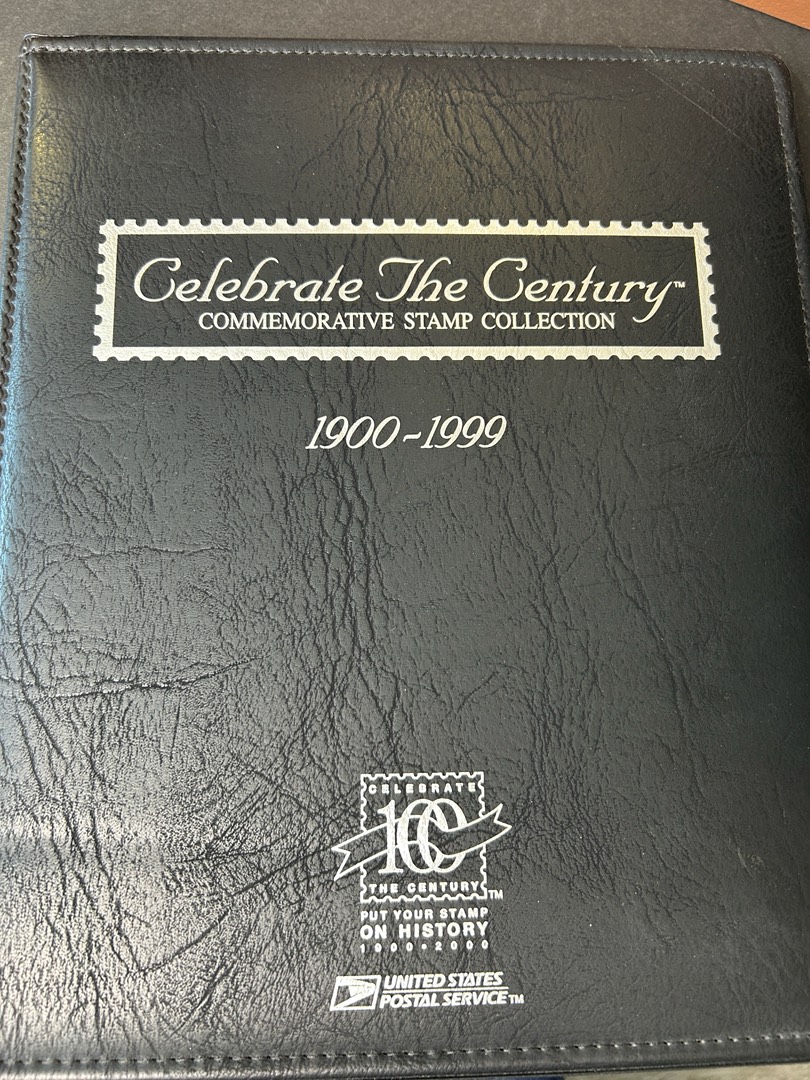 Celebrate The Century™
COMMEMORATIVE STAMP COLLECTION
1900~1999
CELEBRATE
100
THE CENTURY™
PUT YOUR STAMP
ON HISTORY
1900•2000
UNITED STATES
POSTAL SERVICE™